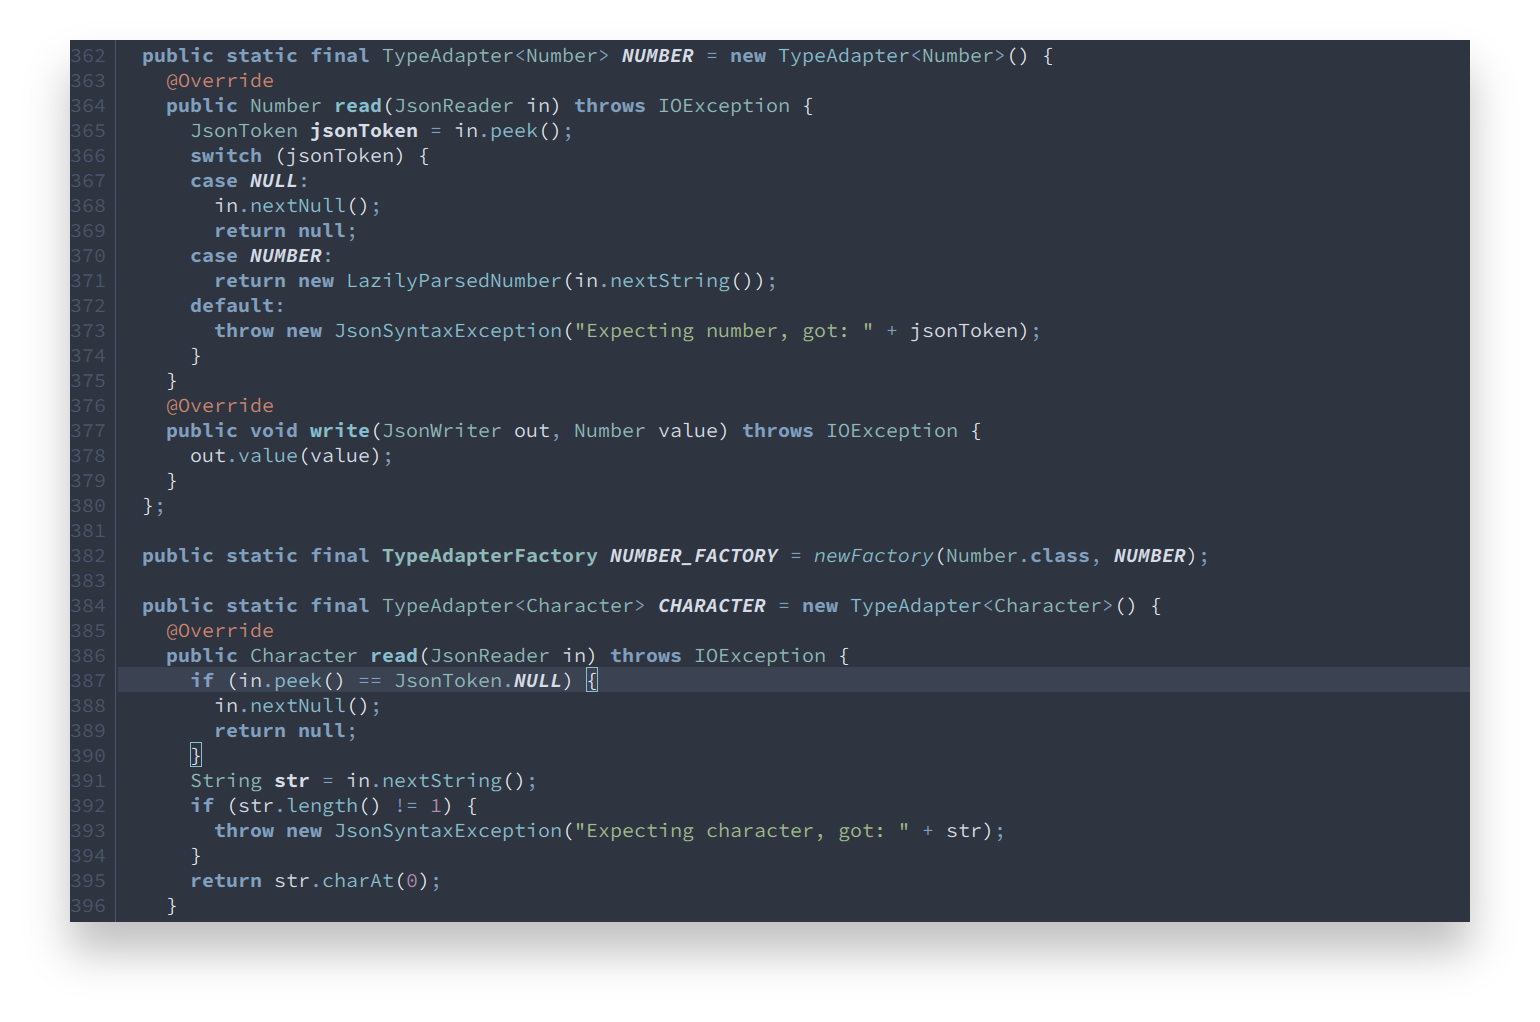 362   public static final TypeAdapter<Number> NUMBER = new TypeAdapter<Number>() {
363     @Override
364     public Number read(JsonReader in) throws IOException {
365       JsonToken jsonToken = in.peek();
366       switch (jsonToken) {
367       case NULL:
368         in.nextNull();
369         return null;
370       case NUMBER:
371         return new LazilyParsedNumber(in.nextString());
372       default:
373         throw new JsonSyntaxException("Expecting number, got: " + jsonToken);
374       }
375     }
376     @Override
377     public void write(JsonWriter out, Number value) throws IOException {
378       out.value(value);
379     }
380   };
381
382   public static final TypeAdapterFactory NUMBER_FACTORY = newFactory(Number.class, NUMBER);
383
384   public static final TypeAdapter<Character> CHARACTER = new TypeAdapter<Character>() {
385     @Override
386     public Character read(JsonReader in) throws IOException {
387       if (in.peek() == JsonToken.NULL) {
388         in.nextNull();
389         return null;
390       }
391       String str = in.nextString();
392       if (str.length() != 1) {
393         throw new JsonSyntaxException("Expecting character, got: " + str);
394       }
395       return str.charAt(0);
396     }